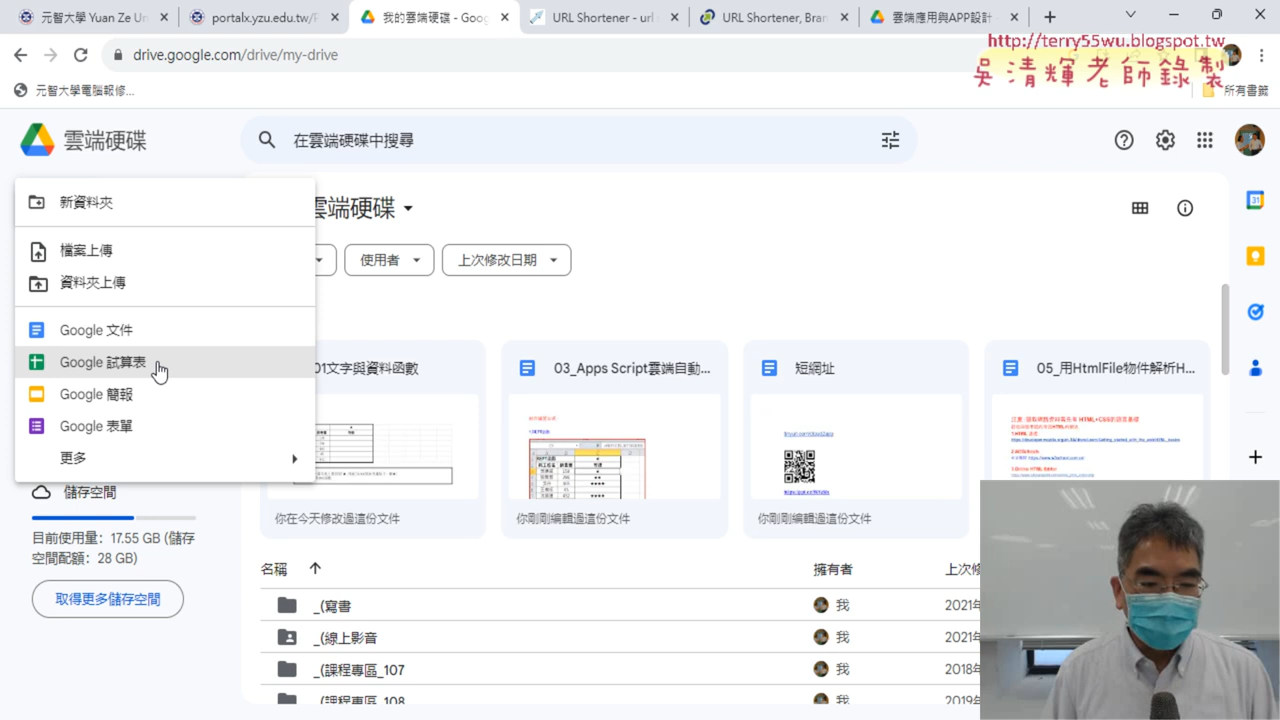 元智大學 Yuan Ze Un
portalx.yzu.edu.tw/P
我的雲端硬碟 - Goog
URL Shortener - url
URL Shortener, Bran
雲端應用與APP設計
http://terry55wu.blogspot.tw
drive.google.com/drive/my-drive
吳清輝老師錄製
元智大學電腦報修...
所有書籤
雲端硬碟
在雲端硬碟中搜尋
新資料夾
雲端硬碟
檔案上傳
使用者
上次修改日期
資料夾上傳
Google 文件
Google 試算表
01文字與資料函數
03_Apps Script雲端自動...
短網址
05_用HtmlFile物件解析H...
Google 簡報
Google 表單
更多
儲存空間
你在今天修改過這份文件
你剛剛編輯過這份文件
你剛剛編輯過這份文件
目前使用量：17.55 GB (儲存
空間配額：28 GB)
名稱
擁有者
上次修
取得更多儲存空間
_(寫書
我
2021年
_(線上影音
我
2021年
_(課程專區_107
我
2018年
_(課程專區_108
我
2019年